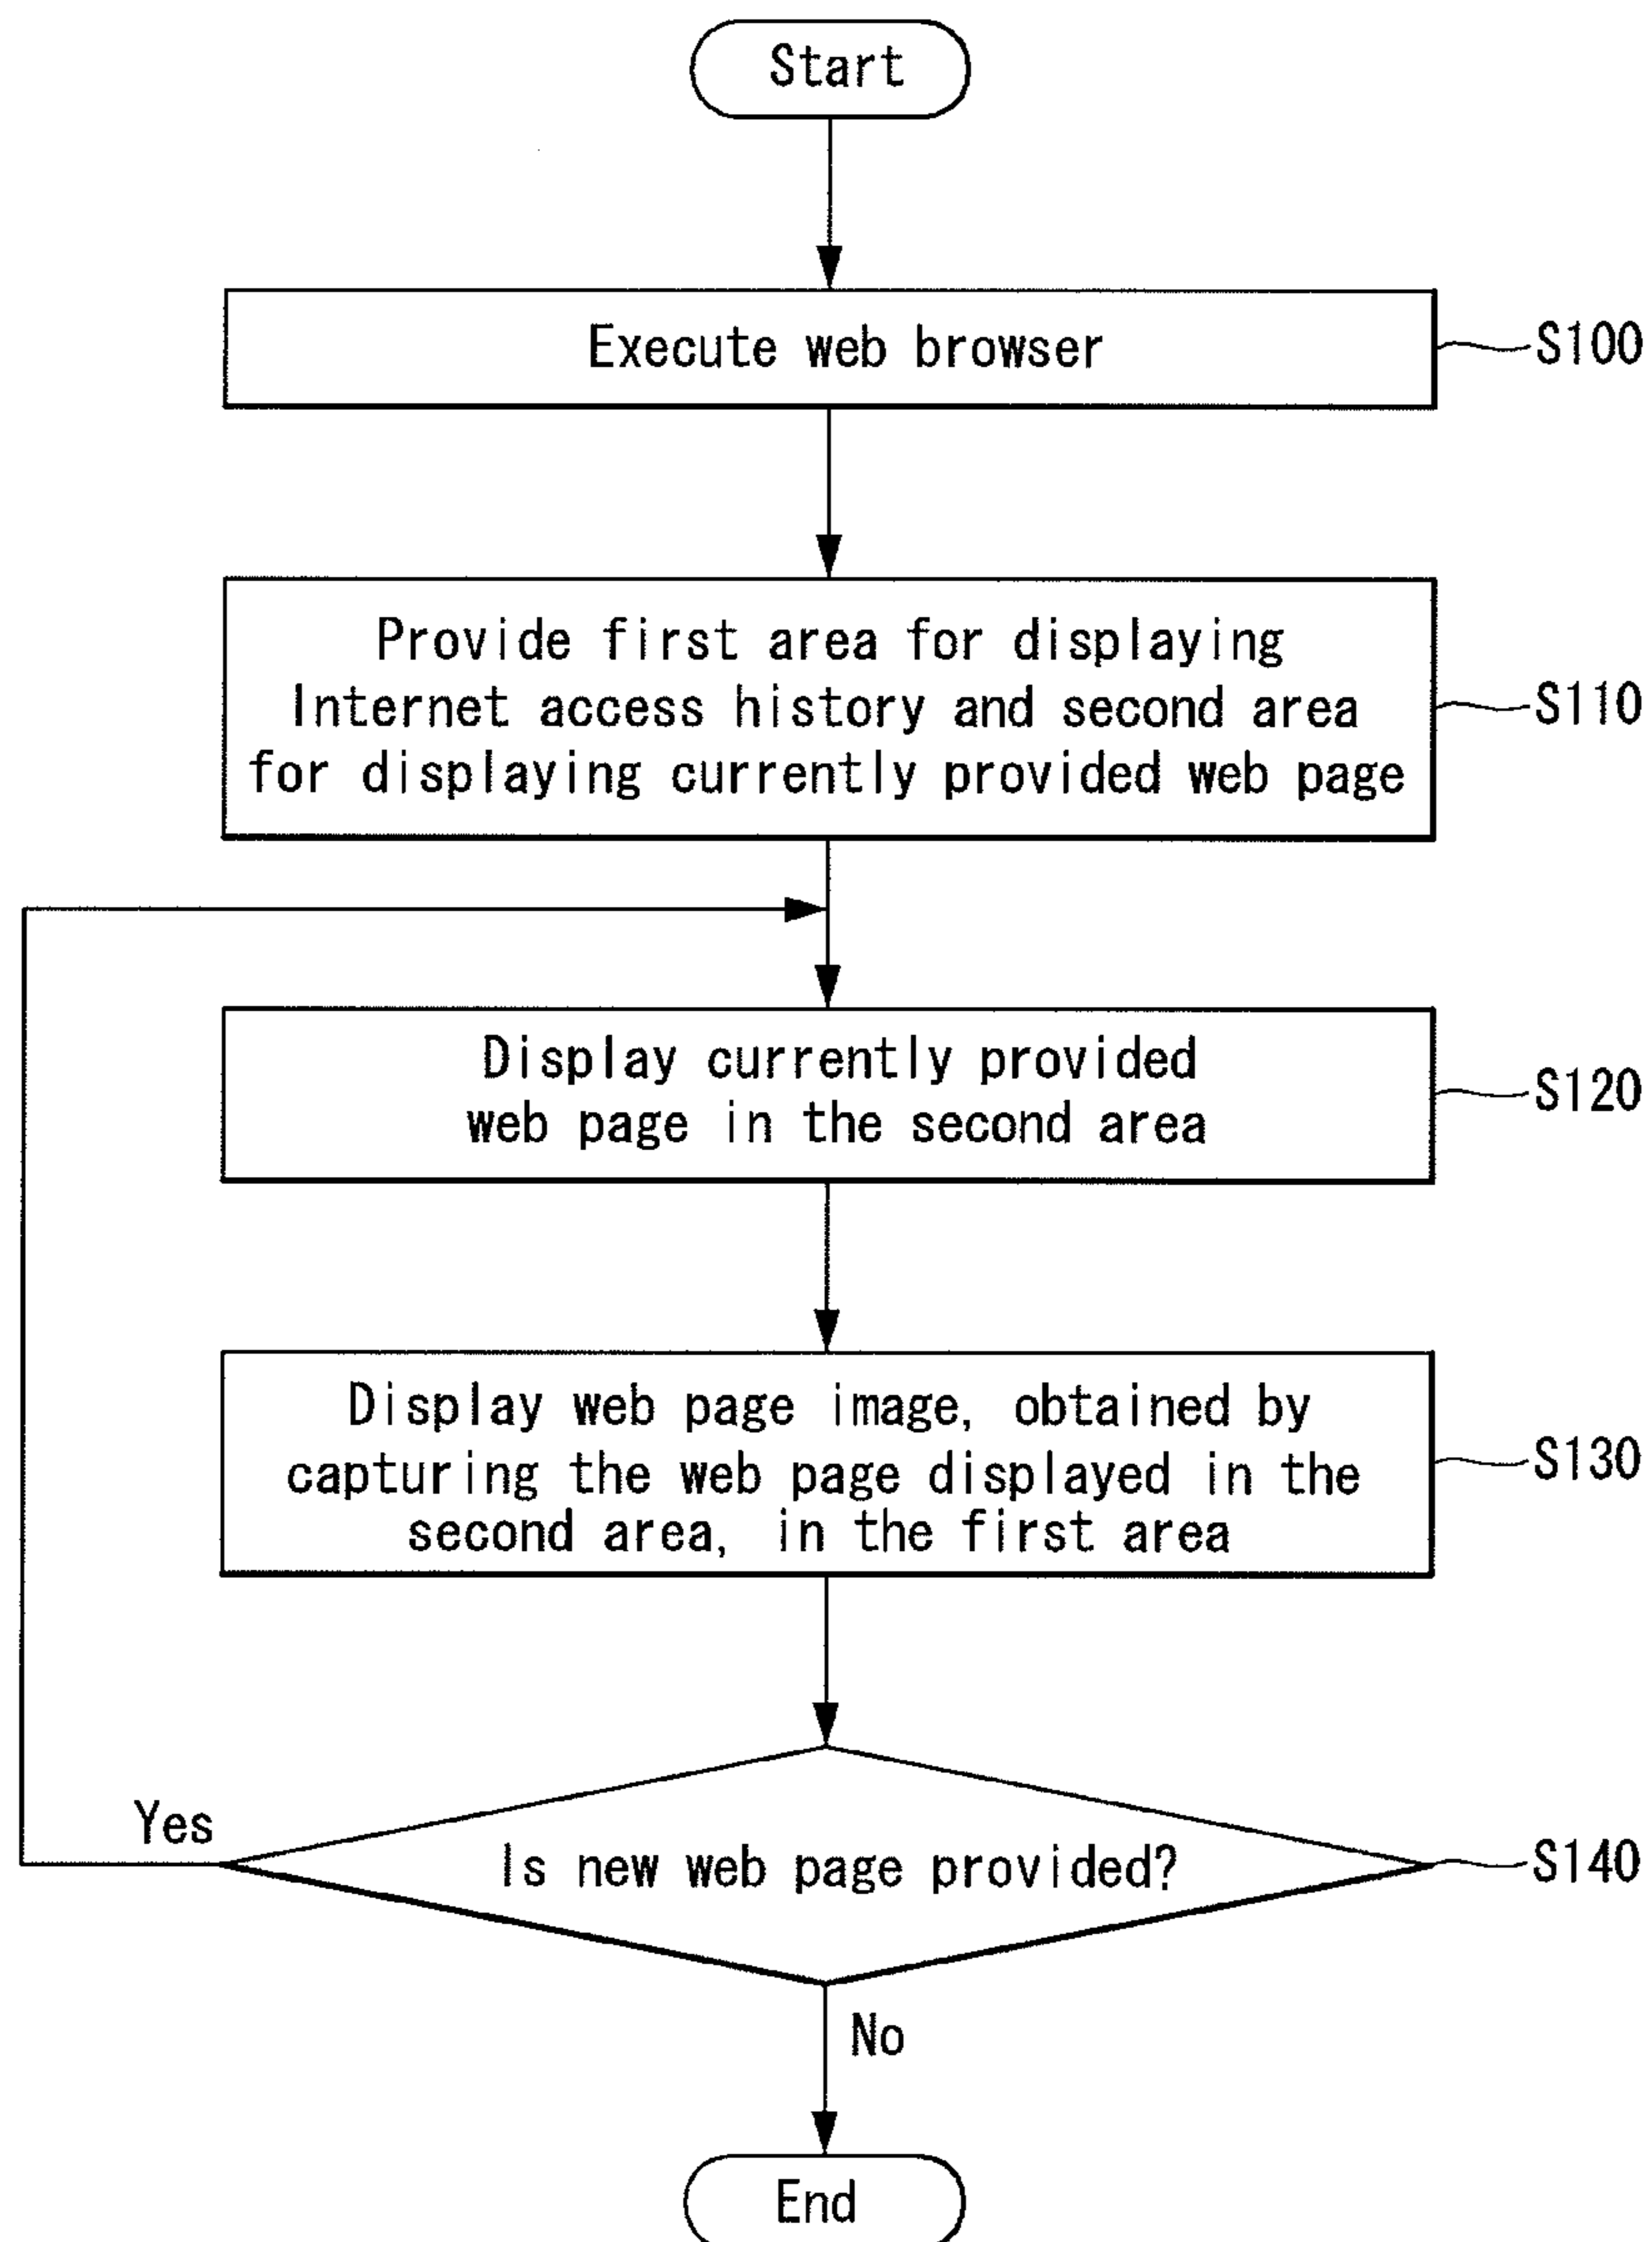 Start
Execute web browser
S100
Provide first area for displaying
Internet access history and second area
for displaying currently provided web page
S110
Display currently provided
web page in the second area
S120
Display web page image, obtained by
capturing the web page displayed in the
second area, in the first area
S130
Yes
Is new web page provided?
S140
No
End